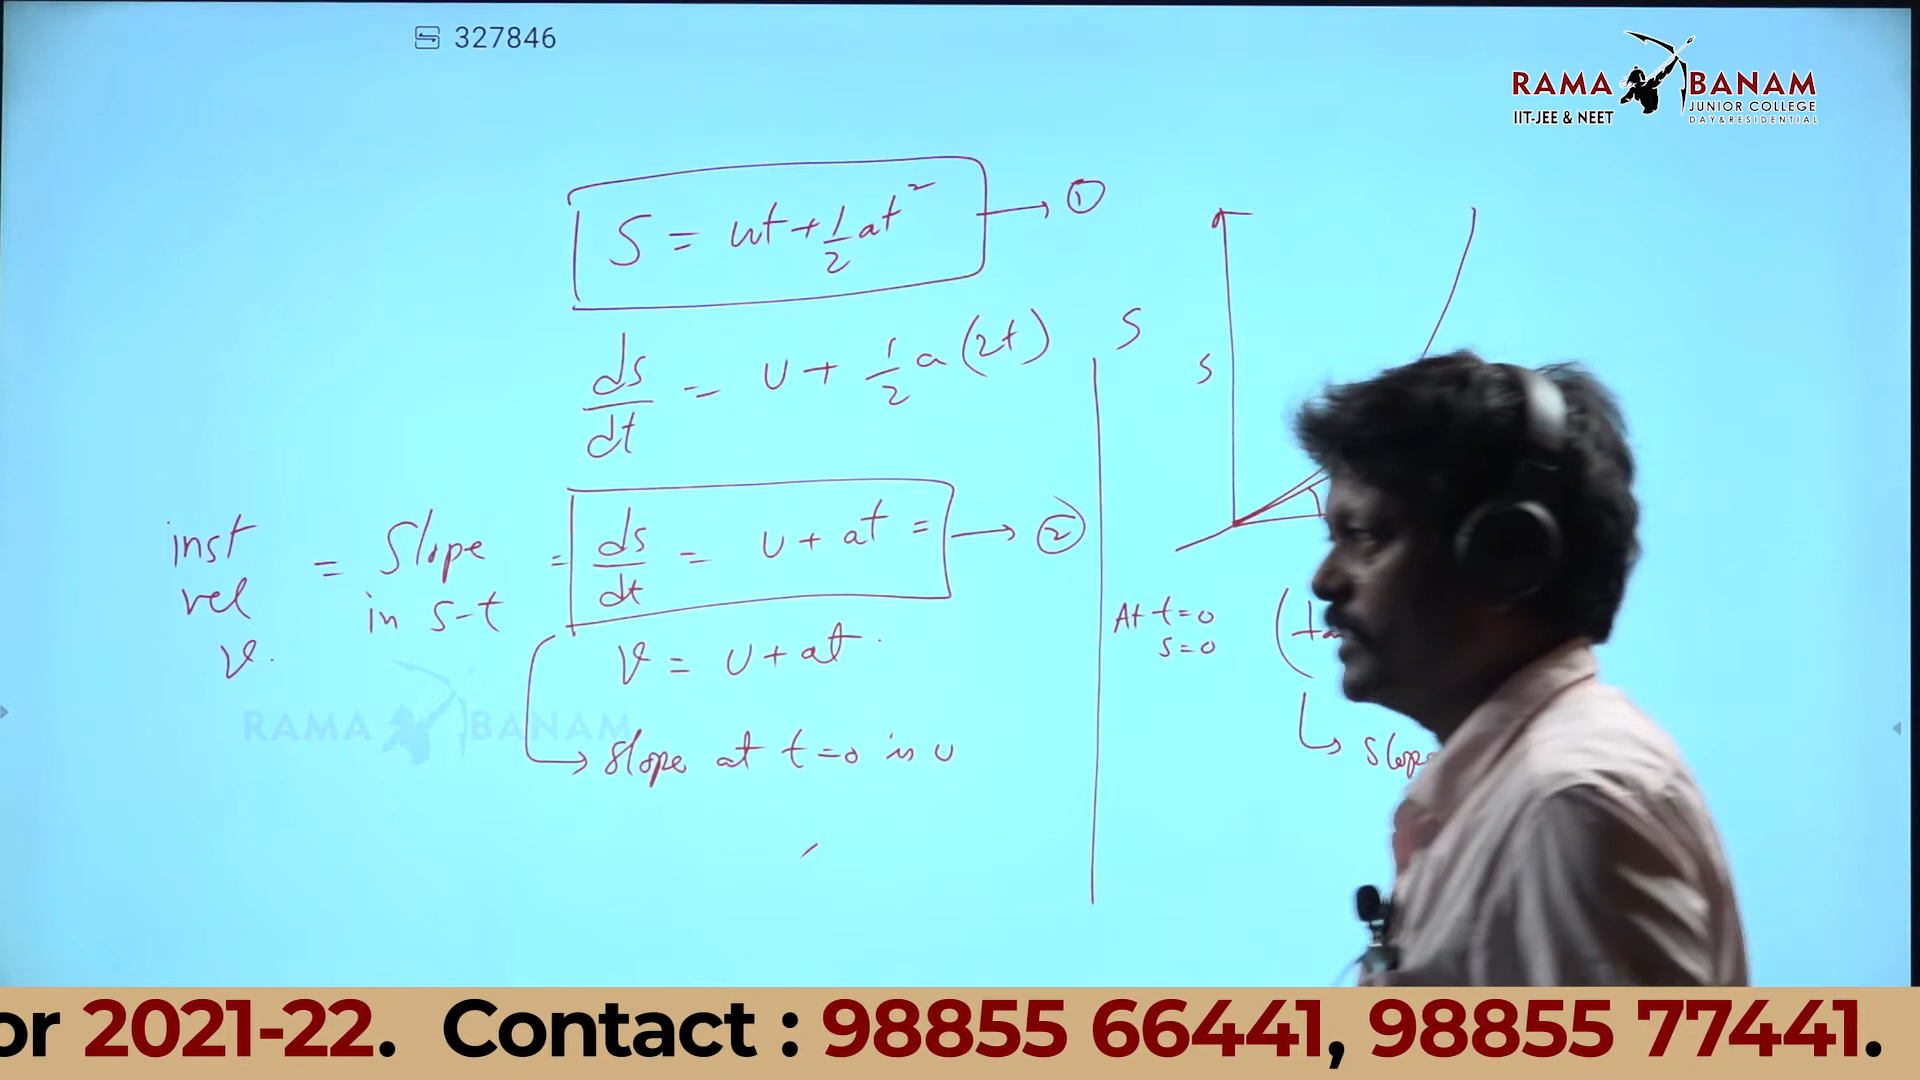 327846
RAMA BANAM
JUNIOR COLLEGE
IIT-JEE & NEET
DAY & RESIDENTIAL
S = ut + 1/2 at² → ①
ds/dt = u + 1/2 a (2t)
inst vel v. = Slope in s-t = ds/dt = u + at = → ②
v = u + at
→ Slope at t=0 is u
S
s
At t=0
s=0
RAMA BANAM
or 2021-22. Contact : 98855 66441, 98855 77441.